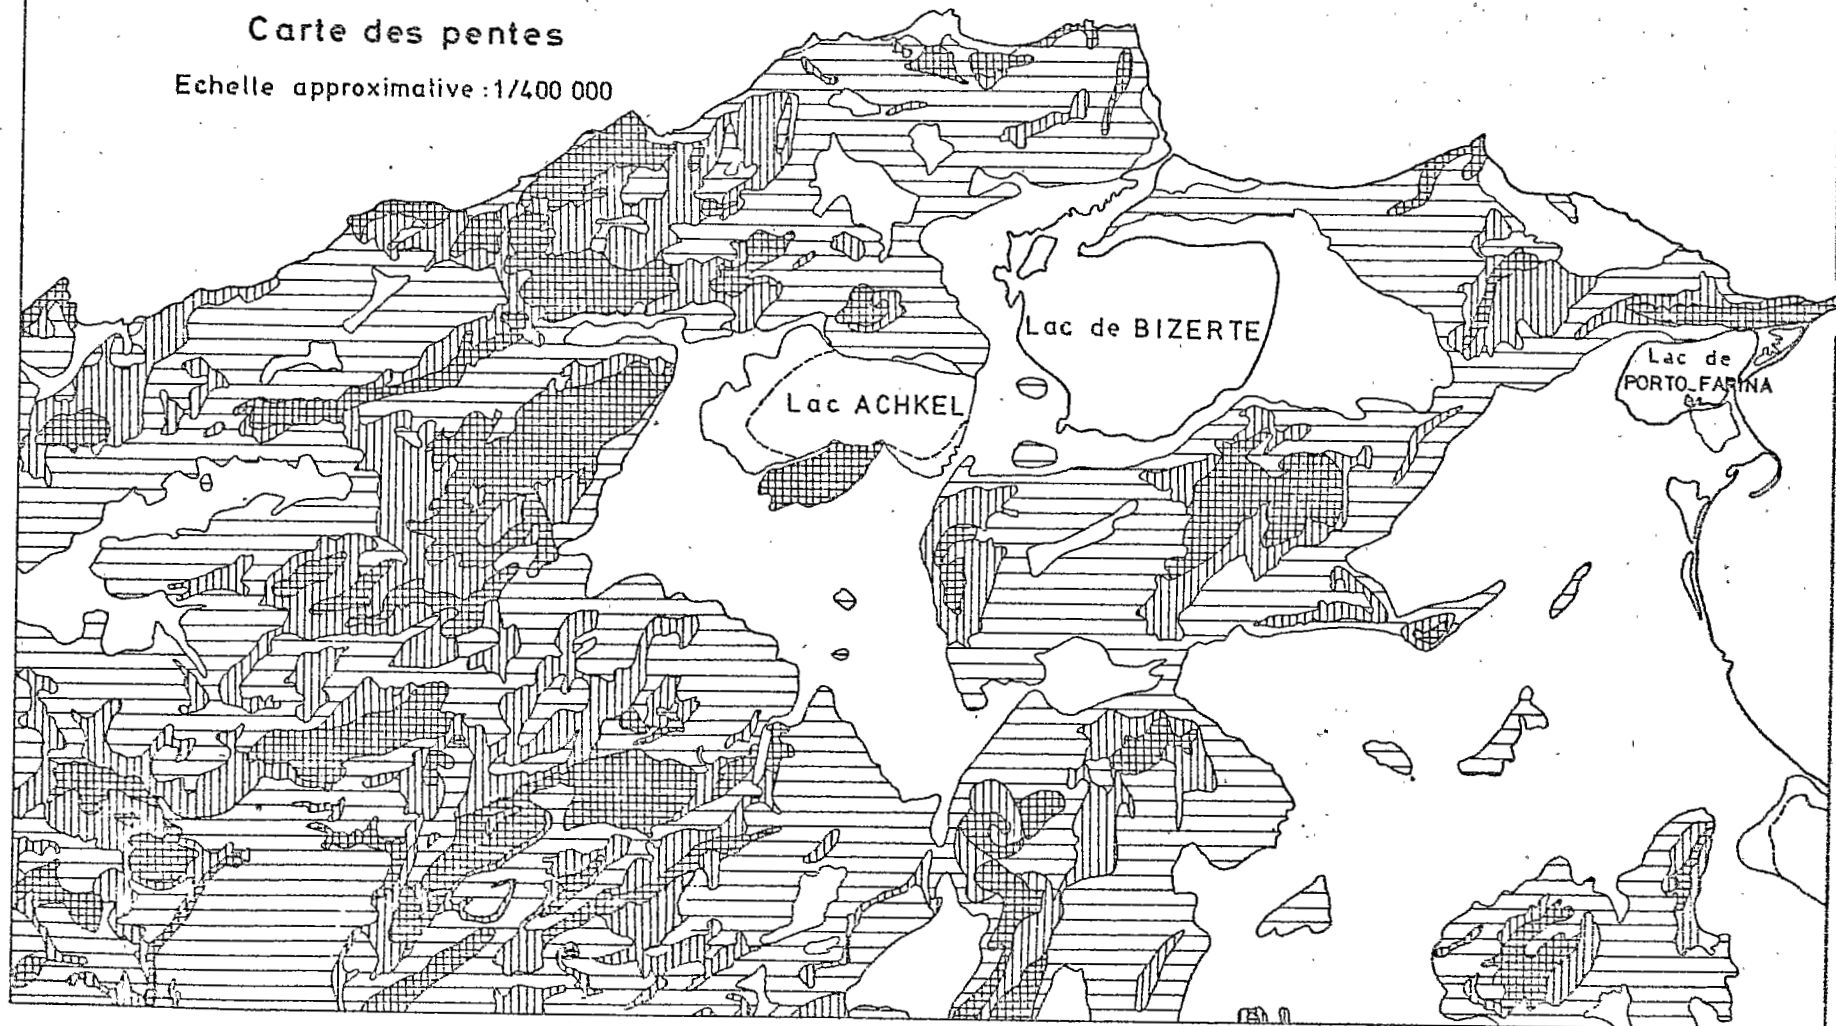 Carte des pentes
Echelle approximative : 1/400 000
Lac de BIZERTE
Lac ACHKEL
Lac de
PORTO_FARINA